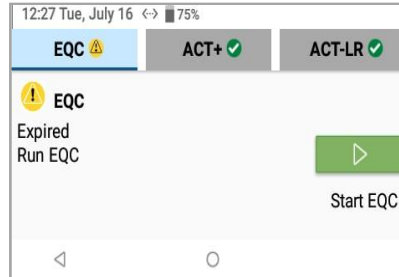 12:27 Tue, July 16 75%
EQC ACT+ ACT-LR
EQC
Expired
Run EQC
Start EQC